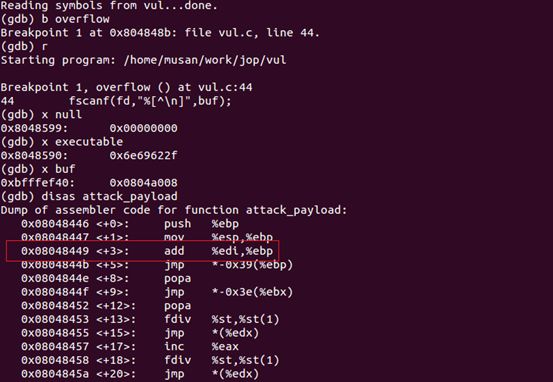 Reading symbols from vul...done.
(gdb) b overflow
Breakpoint 1 at 0x804848b: file vul.c, line 44.
(gdb) r
Starting program: /home/musan/work/jop/vul

Breakpoint 1, overflow () at vul.c:44
44        fscanf(fd,"%[^\n]",buf);
(gdb) x null
0x8048599:      0x00000000
(gdb) x executable
0x8048590:      0x6e69622f
(gdb) x buf
0xbfffef40:     0x0804a008
(gdb) disas attack_payload
Dump of assembler code for function attack_payload:
   0x08048446 <+0>:     push   %ebp
   0x08048447 <+1>:     mov    %esp,%ebp
   0x08048449 <+3>:     add    %edi,%ebp
   0x0804844b <+5>:     jmp    *-0x39(%ebp)
   0x0804844e <+8>:     popa
   0x0804844f <+9>:     jmp    *-0x3e(%ebx)
   0x08048452 <+12>:    popa
   0x08048453 <+13>:    fdiv   %st,%st(1)
   0x08048455 <+15>:    jmp    *(%edx)
   0x08048457 <+17>:    inc    %eax
   0x08048458 <+18>:    fdiv   %st,%st(1)
   0x0804845a <+20>:    jmp    *(%edx)